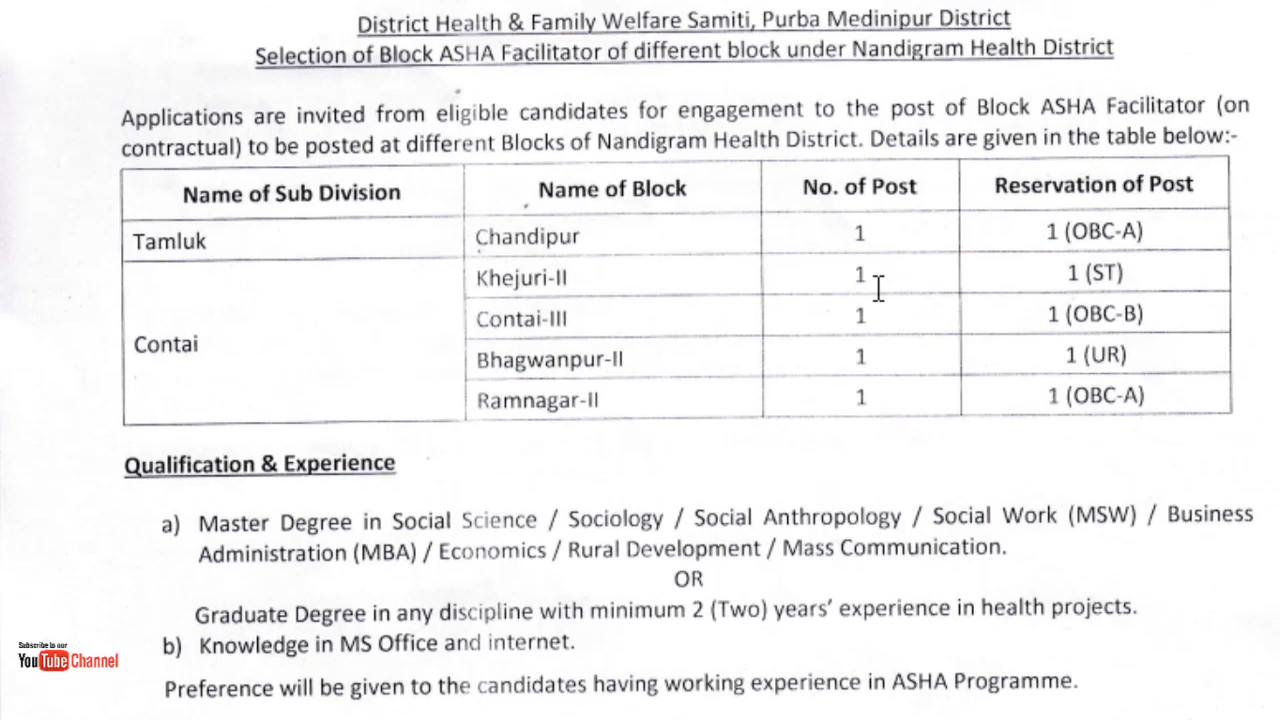 District Health & Family Welfare Samiti, Purba Medinipur District
Selection of Block ASHA Facilitator of different block under Nandigram Health District
Applications are invited from eligible candidates for engagement to the post of Block ASHA Facilitator (on
contractual) to be posted at different Blocks of Nandigram Health District. Details are given in the table below:-
Name of Sub Division Name of Block No. of Post Reservation of Post
Tamluk Chandipur 1 1 (OBC-A)
Khejuri-II 1 1 (ST)
Contai-III 1 1 (OBC-B)
Contai
Bhagwanpur-II 1 1 (UR)
Ramnagar-II 1 1 (OBC-A)
Qualification & Experience
a) Master Degree in Social Science / Sociology / Social Anthropology / Social Work (MSW) / Business
Administration (MBA) / Economics / Rural Development / Mass Communication.
OR
Graduate Degree in any discipline with minimum 2 (Two) years' experience in health projects.
b) Knowledge in MS Office and internet.
Preference will be given to the candidates having working experience in ASHA Programme.
Subscribe to our
YouTube Channel